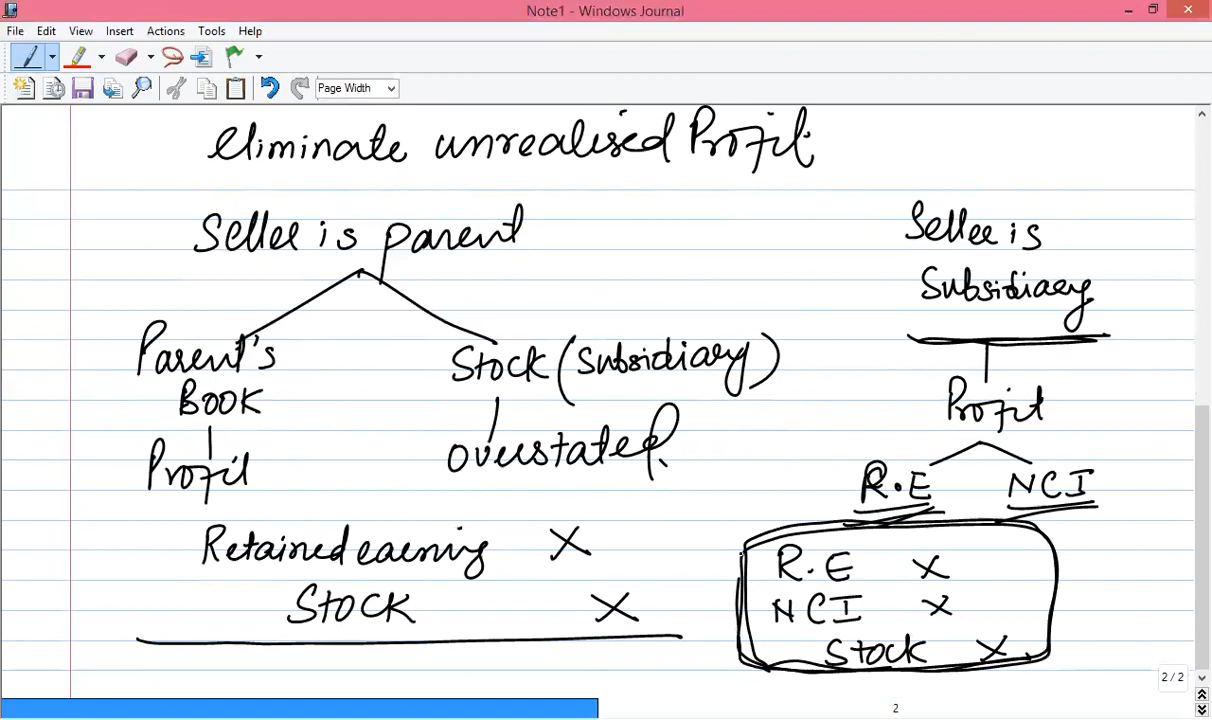 Note1 - Windows Journal
File Edit View Insert Actions Tools Help
Page Width
eliminate unrealised Profit
Seller is parent
Seller is
Subsidiary
Parent's
Book
Stock (Subsidiary)
Profit
Profit
overstated
R.E NCI
Retained earning X
Stock X
R.E X
NCI X
Stock X
2 / 2
2